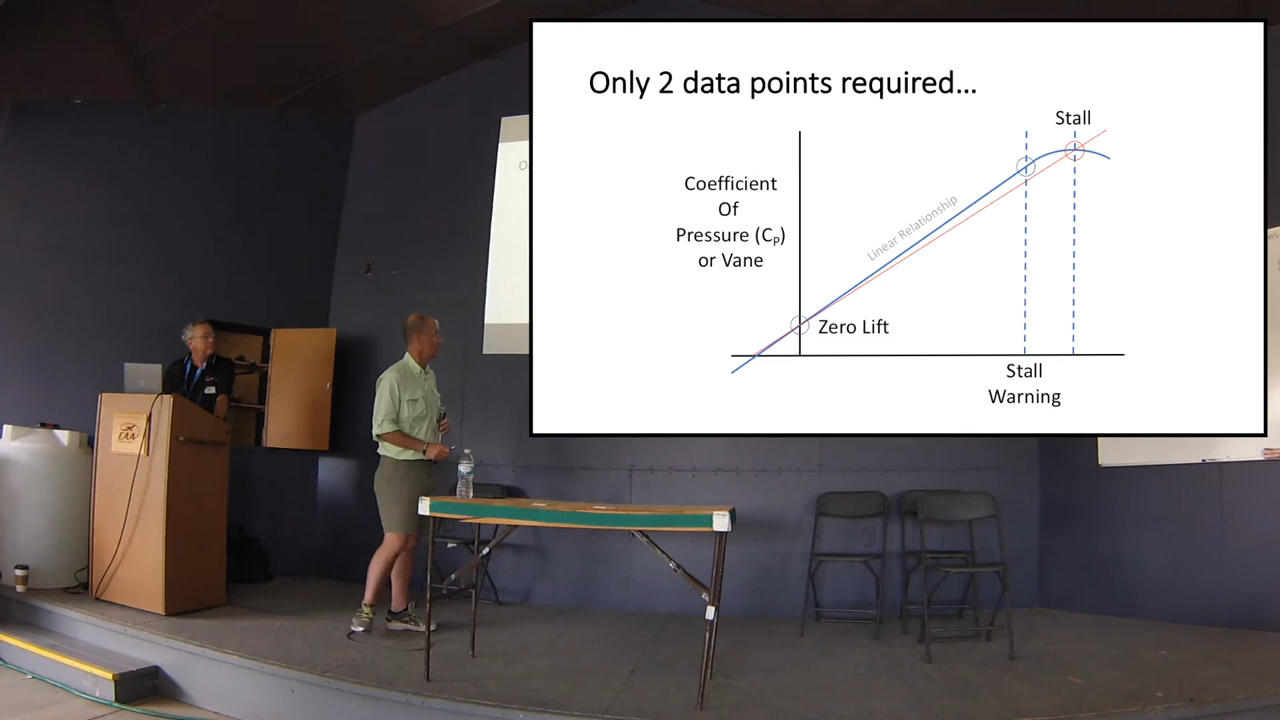 Only 2 data points required...
Stall
Coefficient
Of
Pressure (CP)
or Vane
Linear Relationship
Zero Lift
Stall
Warning
EAA